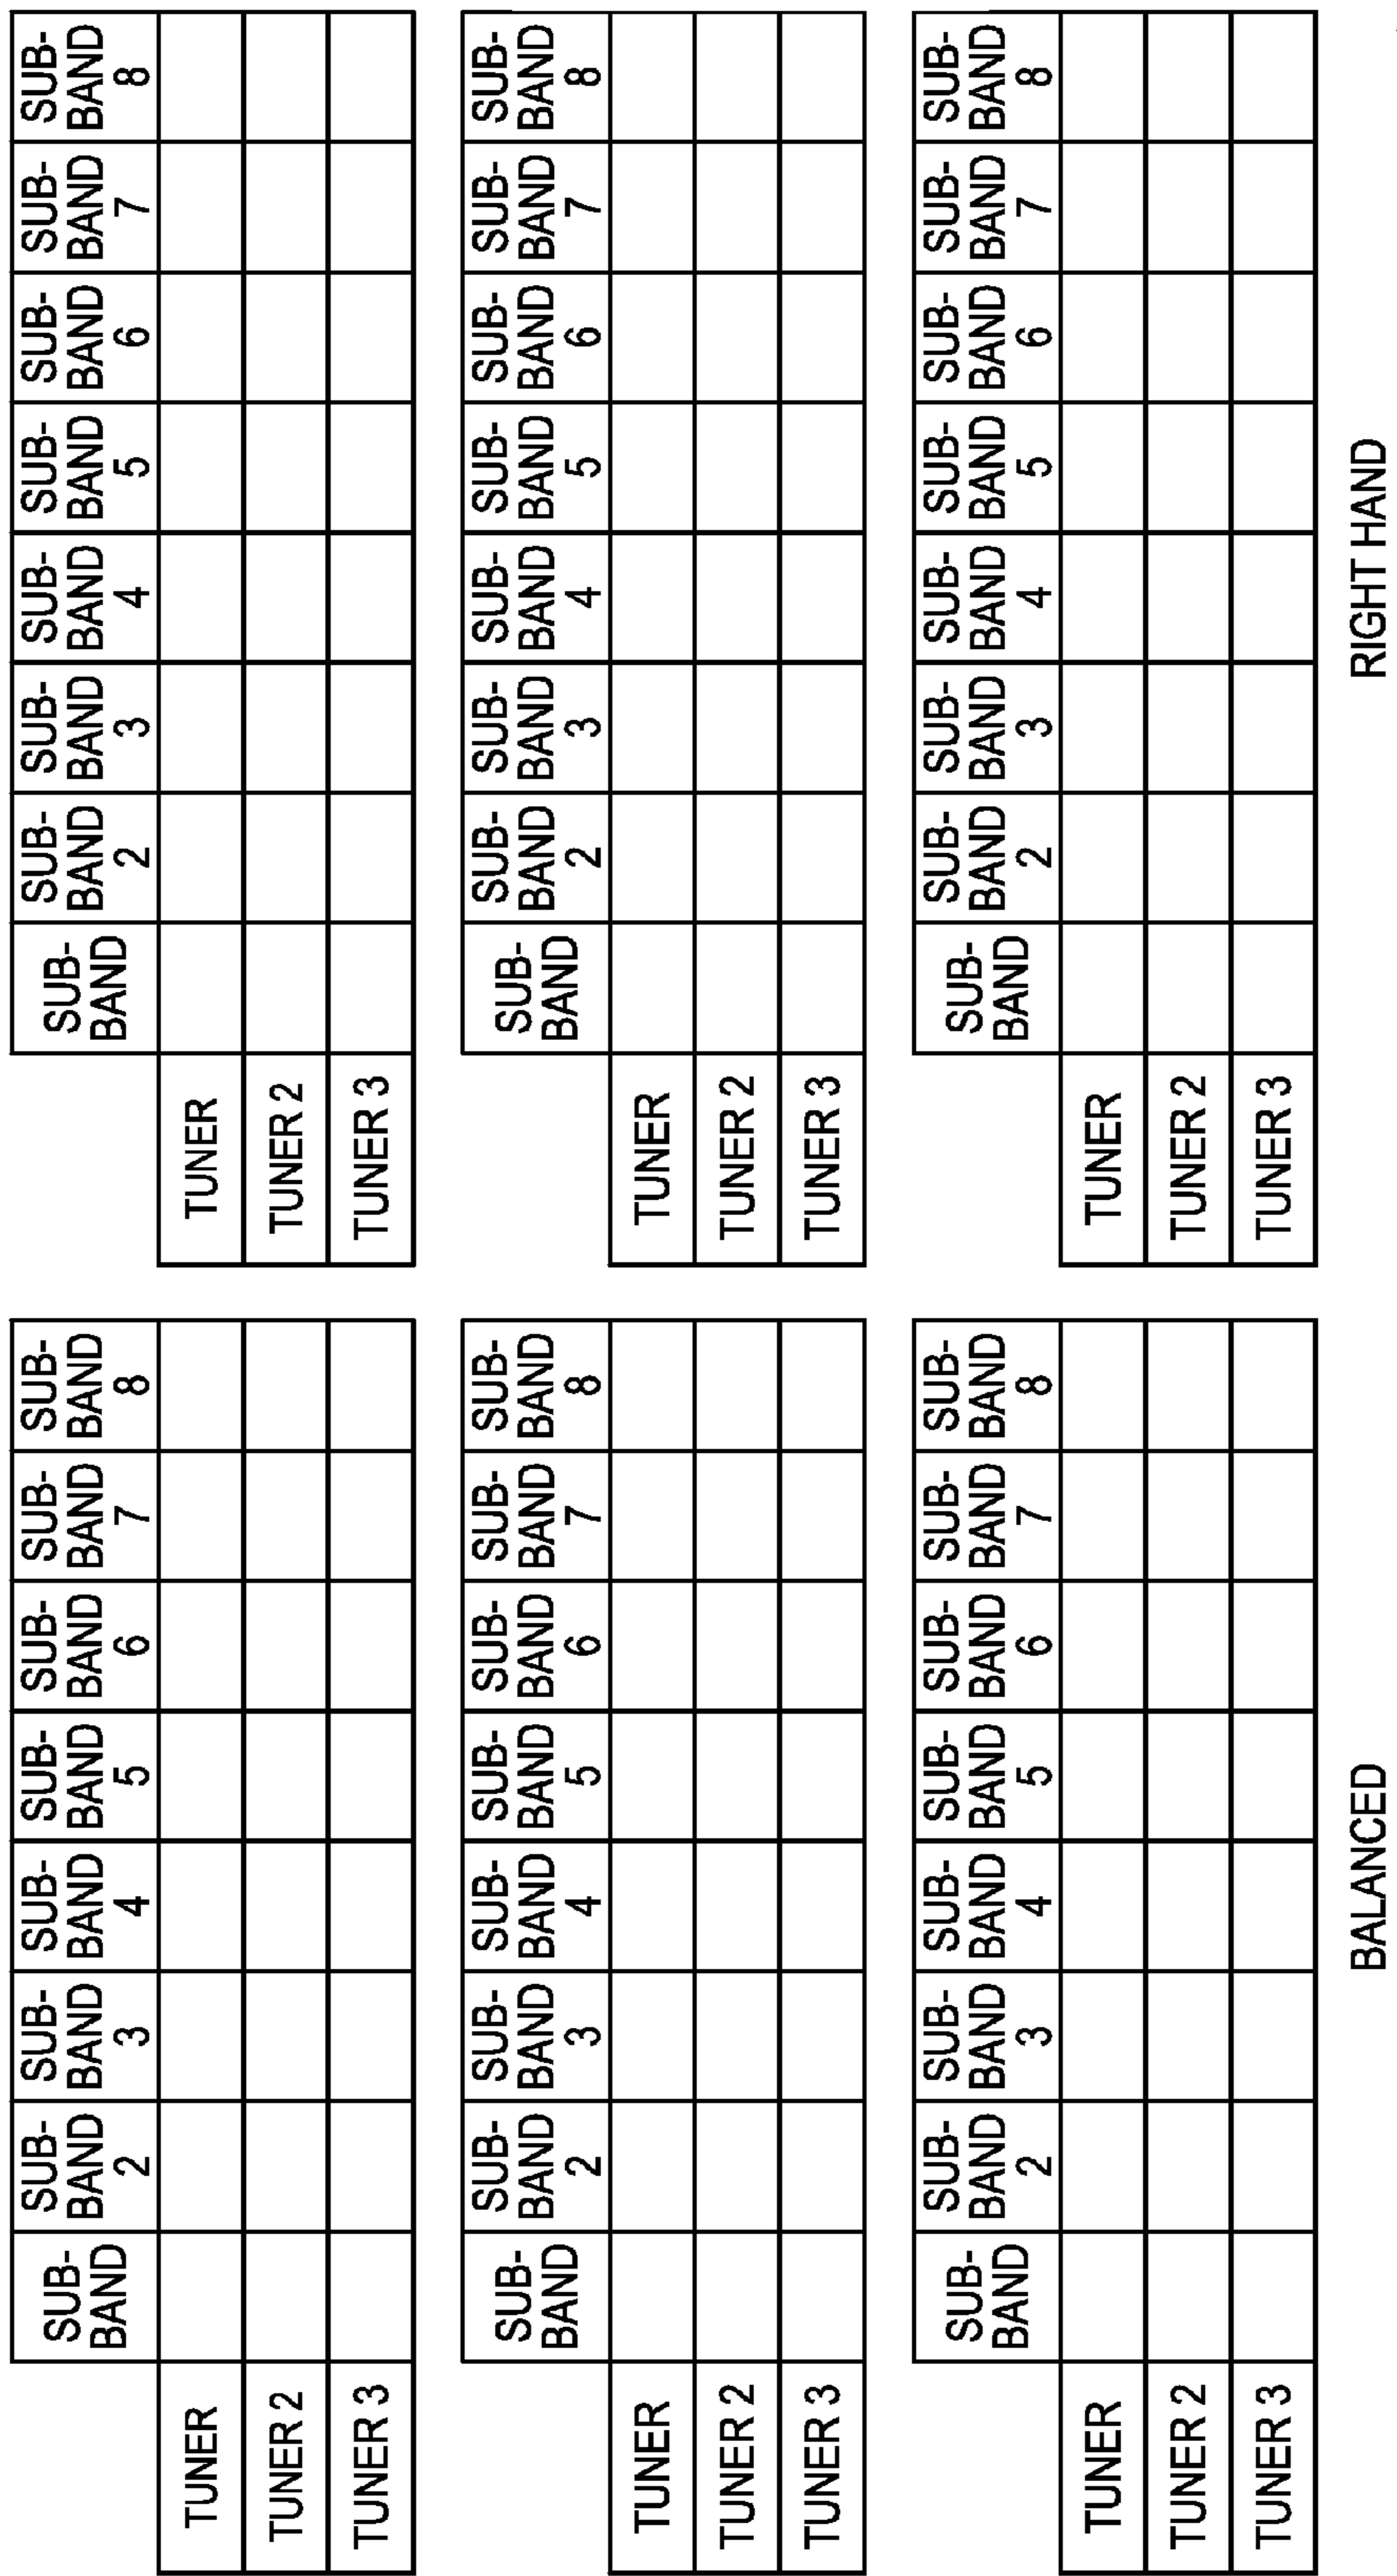 SUB- SUB- SUB- SUB- SUB- SUB- SUB- SUB-
BAND BAND BAND BAND BAND BAND BAND BAND
2 3 4 5 6 7 8
TUNER
TUNER 2
TUNER 3
SUB- SUB- SUB- SUB- SUB- SUB- SUB- SUB-
BAND BAND BAND BAND BAND BAND BAND BAND
2 3 4 5 6 7 8
TUNER
TUNER 2
TUNER 3
SUB- SUB- SUB- SUB- SUB- SUB- SUB- SUB-
BAND BAND BAND BAND BAND BAND BAND BAND
2 3 4 5 6 7 8
TUNER
TUNER 2
TUNER 3
BALANCED
SUB- SUB- SUB- SUB- SUB- SUB- SUB- SUB-
BAND BAND BAND BAND BAND BAND BAND BAND
2 3 4 5 6 7 8
TUNER
TUNER 2
TUNER 3
SUB- SUB- SUB- SUB- SUB- SUB- SUB- SUB-
BAND BAND BAND BAND BAND BAND BAND BAND
2 3 4 5 6 7 8
TUNER
TUNER 2
TUNER 3
SUB- SUB- SUB- SUB- SUB- SUB- SUB- SUB-
BAND BAND BAND BAND BAND BAND BAND BAND
2 3 4 5 6 7 8
TUNER
TUNER 2
TUNER 3
RIGHT HAND